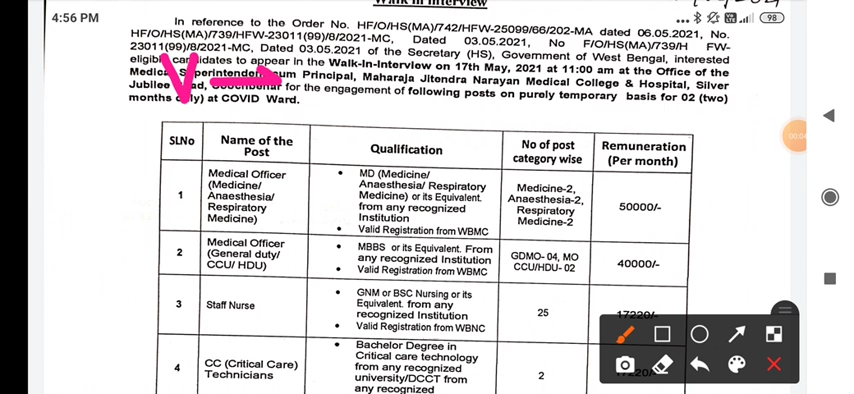 Walk in Interview
4:56 PM
98
In reference to the Order No. HF/O/HS(MA)/742/HFW-25099/66/202-MA dated 06.05.2021, No.
HF/O/HS(MA)/739/HFW-23011(99)/8/2021-MC, Dated 03.05.2021, No F/O/HS(MA)/739/H FW-
23011(99)/8/2021-MC, Dated 03.05.2021 of the Secretary (HS), Government of West Bengal, interested
eligible candidates to appear in the Walk-In-Interview on 17th May, 2021 at 11:00 am at the Office of the
Medical Superintendent cum Principal, Maharaja Jitendra Narayan Medical College & Hospital, Silver
Jubilee Road, for the engagement of following posts on purely temporary basis for 02 (two)
months only) at COVID Ward.
SLNo
Name of the
Post
Qualification
No of post
category wise
Remuneration
(Per month)
1
Medical Officer
(Medicine/
Anaesthesia/
Respiratory
Medicine)
• MD (Medicine/
Anaesthesia/ Respiratory
Medicine) or its Equivalent.
from any recognized
Institution
• Valid Registration from WBMC
Medicine-2,
Anaesthesia-2,
Respiratory
Medicine-2
50000/-
2
Medical Officer
(General duty/
CCU/ HDU)
• MBBS or its Equivalent. From
any recognized Institution
• Valid Registration from WBMC
GDMO- 04, MO
CCU/HDU- 02
40000/-
3
Staff Nurse
• GNM or BSC Nursing or its
Equivalent. from any
recognized Institution
• Valid Registration from WBNC
25
17220/-
4
CC (Critical Care)
Technicians
• Bachelor Degree in
Critical care technology
from any recognized
university/DCCT from
any recognized
2